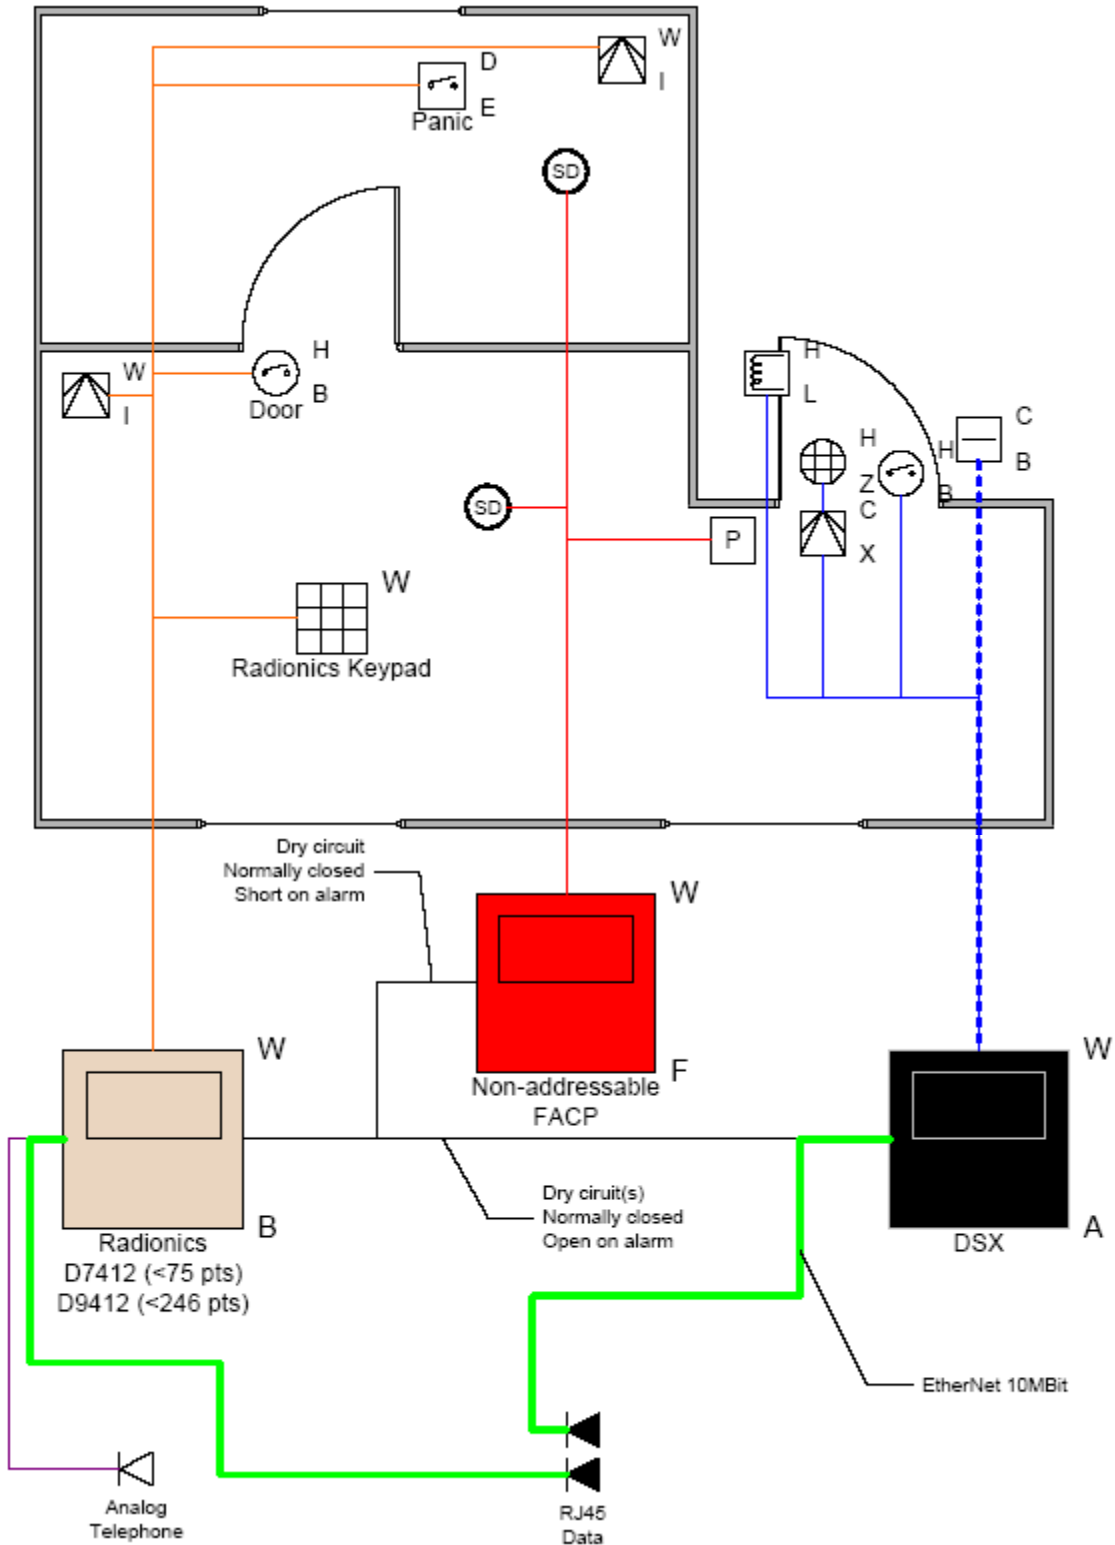 W
I
D
E
Panic
SD
W
I
H
B
Door
H
L
H
Z
C
X
H
B
C
B
SD
P
W
Radionics Keypad
Dry circuit
Normally closed
Short on alarm
W
F
Non-addressable
FACP
W
B
Radionics
D7412 (<75 pts)
D9412 (<246 pts)
W
A
DSX
Dry ciruit(s)
Normally closed
Open on alarm
EtherNet 10MBit
Analog
Telephone
RJ45
Data